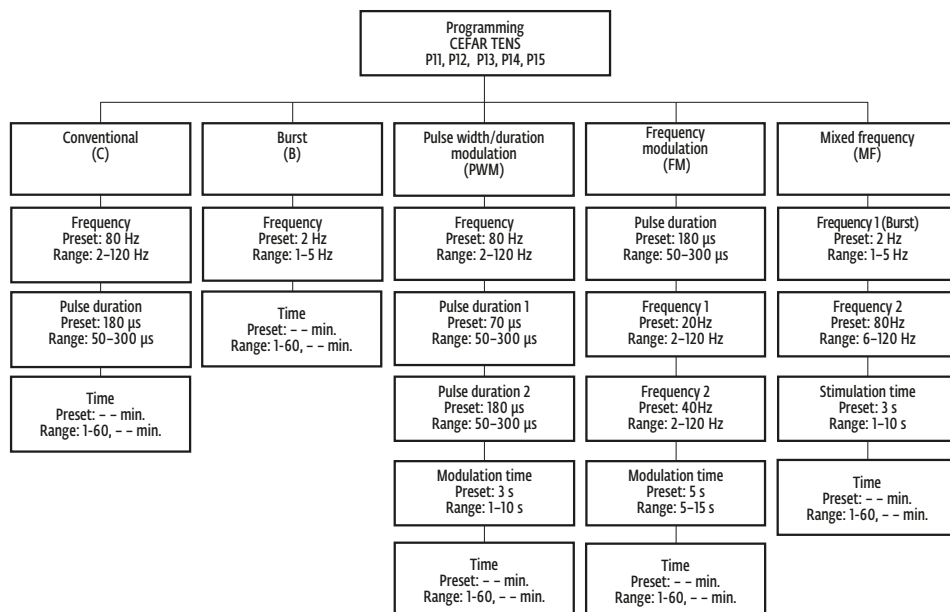 Programming
CEFAR TENS
P11, P12, P13, P14, P15
Conventional
(C)
Frequency
Preset: 80 Hz
Range: 2–120 Hz
Pulse duration
Preset: 180 µs
Range: 50–300 µs
Time
Preset: – – min.
Range: 1-60, – – min.
Burst
(B)
Frequency
Preset: 2 Hz
Range: 1–5 Hz
Time
Preset: – – min.
Range: 1-60, – – min.
Pulse width/duration
modulation
(PWM)
Frequency
Preset: 80 Hz
Range: 2–120 Hz
Pulse duration 1
Preset: 70 µs
Range: 50–300 µs
Pulse duration 2
Preset: 180 µs
Range: 50–300 µs
Modulation time
Preset: 3 s
Range: 1–10 s
Time
Preset: – – min.
Range: 1-60, – – min.
Frequency
modulation
(FM)
Pulse duration
Preset: 180 µs
Range: 50–300 µs
Frequency 1
Preset: 20Hz
Range: 2–120 Hz
Frequency 2
Preset: 40Hz
Range: 2–120 Hz
Modulation time
Preset: 5 s
Range: 5–15 s
Time
Preset: – – min.
Range: 1-60, – – min.
Mixed frequency
(MF)
Frequency 1 (Burst)
Preset: 2 Hz
Range: 1–5 Hz
Frequency 2
Preset: 80Hz
Range: 6–120 Hz
Stimulation time
Preset: 3 s
Range: 1–10 s
Time
Preset: – – min.
Range: 1-60, – – min.